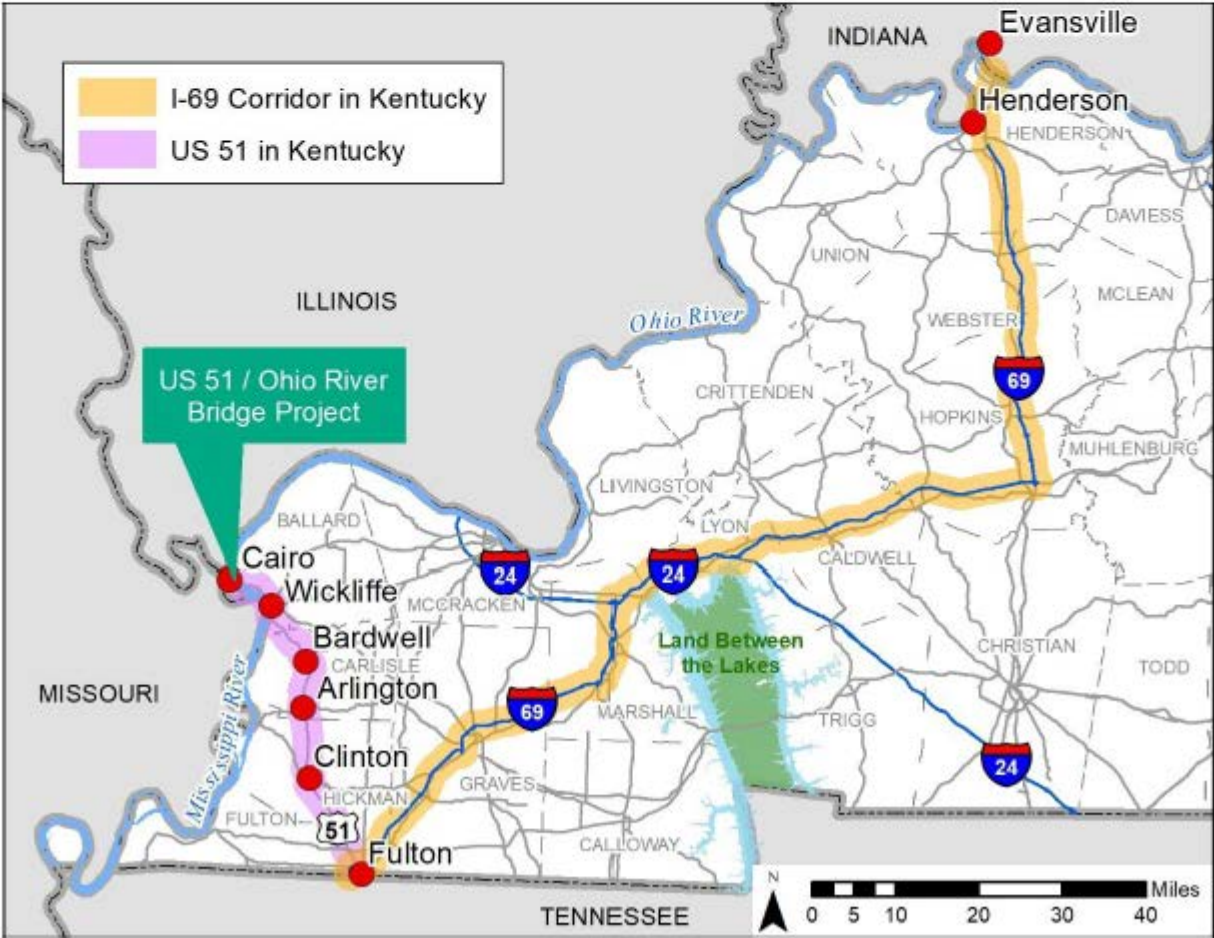 Evansville
INDIANA
I-69 Corridor in Kentucky
US 51 in Kentucky
Henderson
HENDERSON
DAVIESS
UNION
ILLINOIS
MCLEAN
Ohio River
WEBSTER
US 51 / Ohio River
Bridge Project
69
CRITTENDEN
HOPKINS
MUHLENBURG
LIVINGSTON
BALLARD
LYON
Cairo
24
24
CALDWELL
Wickliffe
MCCRACKEN
Bardwell
CARLISLE
Land Between
the Lakes
CHRISTIAN
TODD
MISSOURI
Arlington
69
MARSHALL
TRIGG
Mississippi River
Clinton
24
GRAVES
HICKMAN
FULTON
51
Fulton
CALLOWAY
TENNESSEE
N
Miles
0 5 10 20 30 40